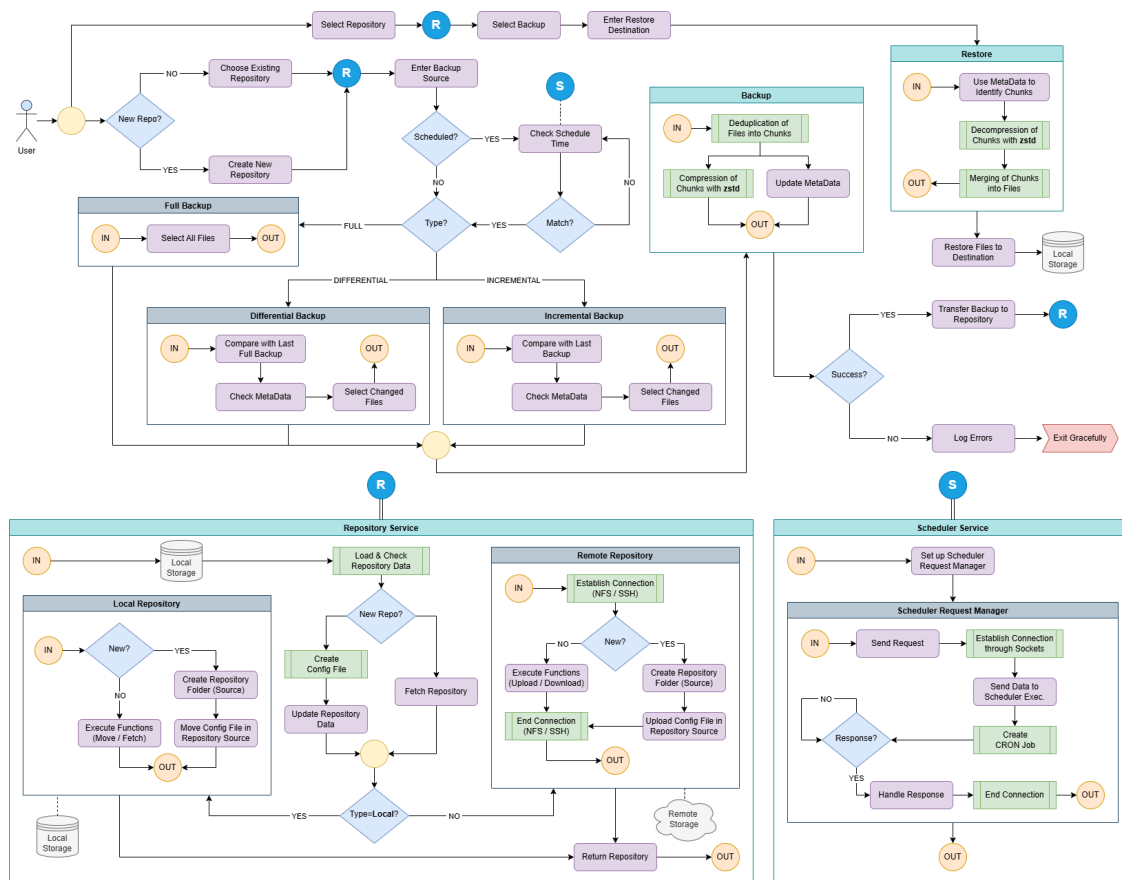 Select Repository
R
Select Backup
Enter Restore
Destination
User
New Repo?
NO
Choose Existing
Repository
YES
Create New
Repository
R
Enter Backup
Source
Scheduled?
YES
NO
S
Check Schedule
Time
Match?
NO
YES
Type?
FULL
DIFFERENTIAL
INCREMENTAL
Full Backup
IN
Select All Files
OUT
Differential Backup
IN
Compare with Last
Full Backup
Check MetaData
Select Changed
Files
OUT
Incremental Backup
IN
Compare with Last
Backup
Check MetaData
Select Changed
Files
OUT
Backup
IN
Deduplication of
Files into Chunks
Compression of
Chunks with zstd
Update MetaData
OUT
Restore
IN
Use MetaData to
Identify Chunks
Decompression of
Chunks with zstd
Merging of Chunks
into Files
OUT
Restore Files to
Destination
Local
Storage
Success?
YES
Transfer Backup to
Repository
R
NO
Log Errors
Exit Gracefully
R
Repository Service
IN
Local
Storage
Load & Check
Repository Data
New Repo?
Create
Config File
Update Repository
Data
Fetch Repository
Type=Local?
YES
NO
Local Repository
IN
New?
YES
NO
Create Repository
Folder (Source)
Execute Functions
(Move / Fetch)
Move Config File in
Repository Source
OUT
Local
Storage
Remote Repository
IN
Establish Connection
(NFS / SSH)
New?
NO
YES
Execute Functions
(Upload / Download)
Create Repository
Folder (Source)
End Connection
(NFS / SSH)
Upload Config File in
Repository Source
OUT
Remote
Storage
Return Repository
OUT
S
Scheduler Service
IN
Set up Scheduler
Request Manager
Scheduler Request Manager
IN
Send Request
Establish Connection
through Sockets
Send Data to
Scheduler Exec.
Create
CRON Job
Response?
NO
YES
Handle Response
End Connection
OUT
OUT